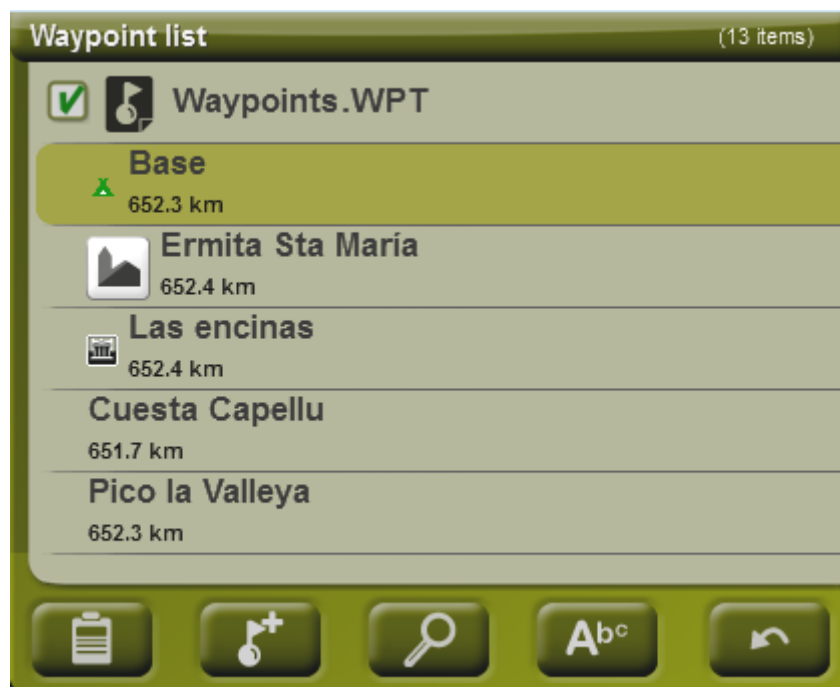 Waypoint list
(13 items)
Waypoints.WPT
Base
652.3 km
Ermita Sta María
652.4 km
Las encinas
652.4 km
Cuesta Capellu
651.7 km
Pico la Valleya
652.3 km
Abc